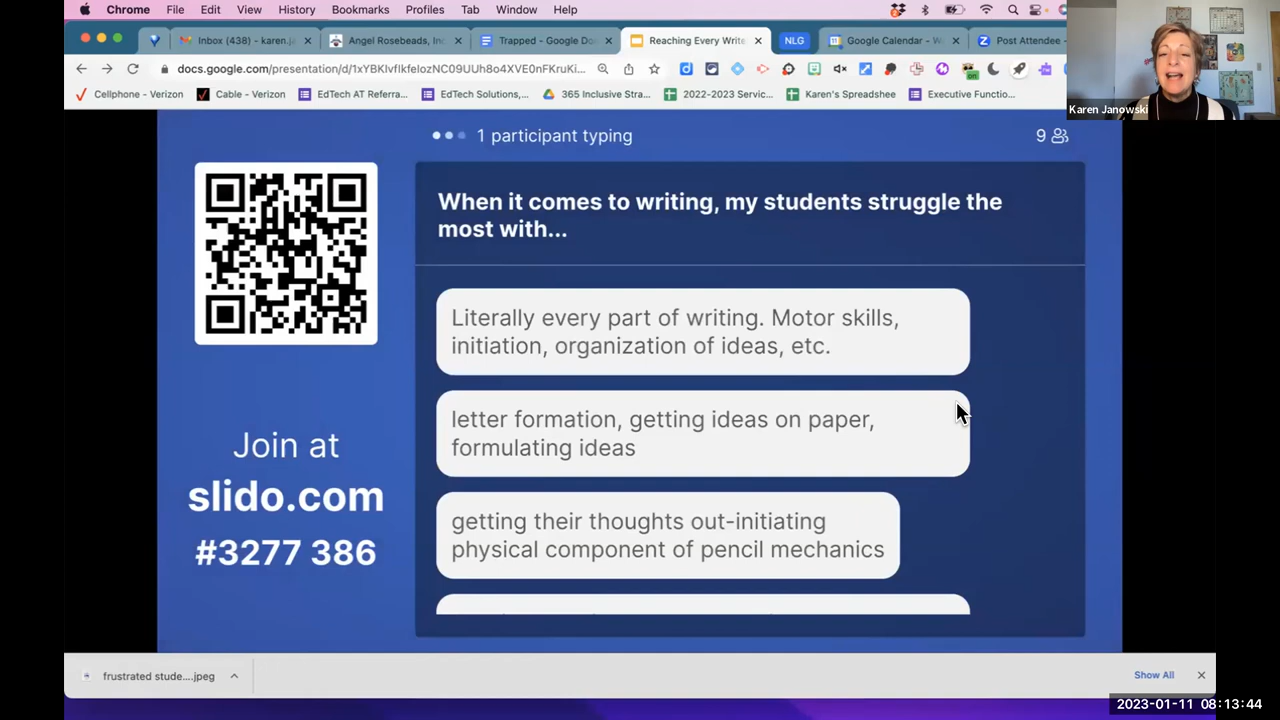 Chrome File Edit View History Bookmarks Profiles Tab Window Help
Inbox (438) - karen.j
Angel Rosebeads, Inc
Trapped - Google Do
Reaching Every Write
NLG
Google Calendar - W
Post Attendee -
docs.google.com/presentation/d/1xYBKIvfIkfeIozNC09UUh8o4XVE0nFKruKi...
Cellphone - Verizon
Cable - Verizon
EdTech AT Referra...
EdTech Solutions,...
365 Inclusive Stra...
2022-2023 Servic...
Karen's Spreadshee
Executive Functio...
Karen Janowski
1 participant typing
9
When it comes to writing, my students struggle the
most with...
Literally every part of writing. Motor skills,
initiation, organization of ideas, etc.
letter formation, getting ideas on paper,
formulating ideas
getting their thoughts out-initiating
physical component of pencil mechanics
Join at
slido.com
#3277 386
frustrated stude....jpeg
Show All
2023-01-11 08:13:44